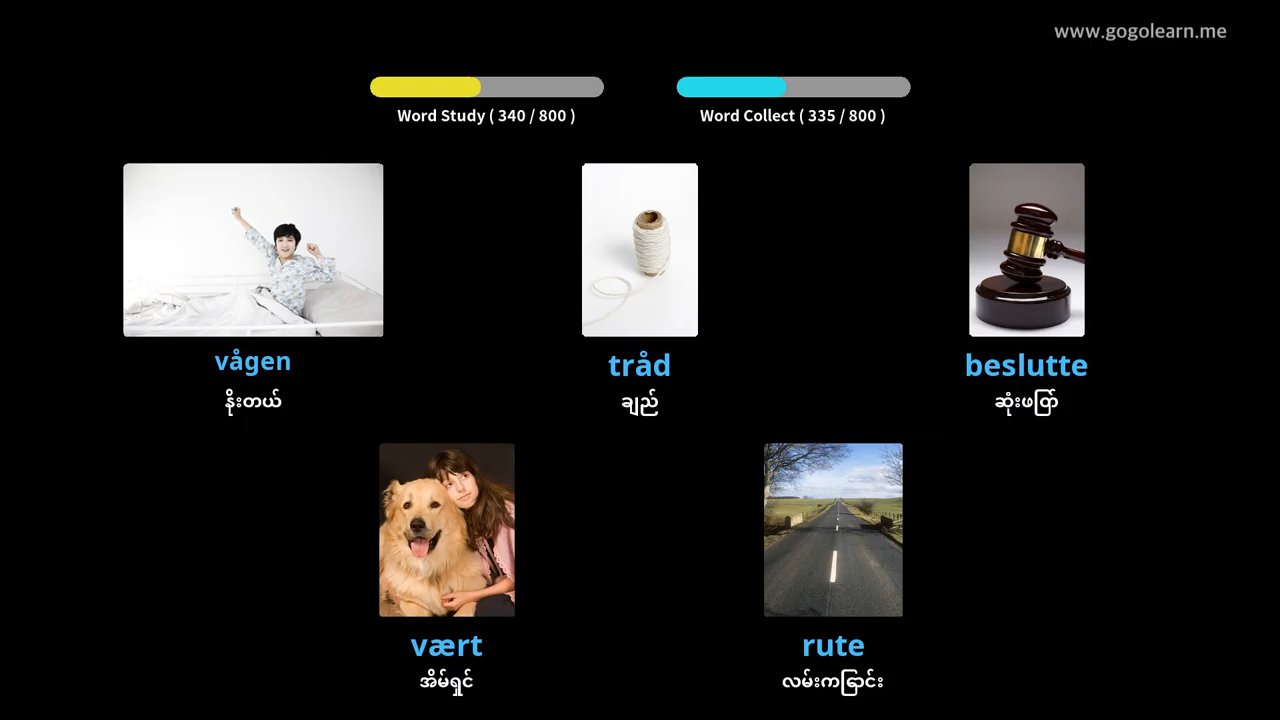 www.gogolearn.me
Word Study ( 340 / 800 )
Word Collect ( 335 / 800 )
vågen
နိုးတယ်
tråd
ချည်
beslutte
ဆုံးဖတြ်
vært
အိမ်ရှင်
rute
လမ်းကြောင်း